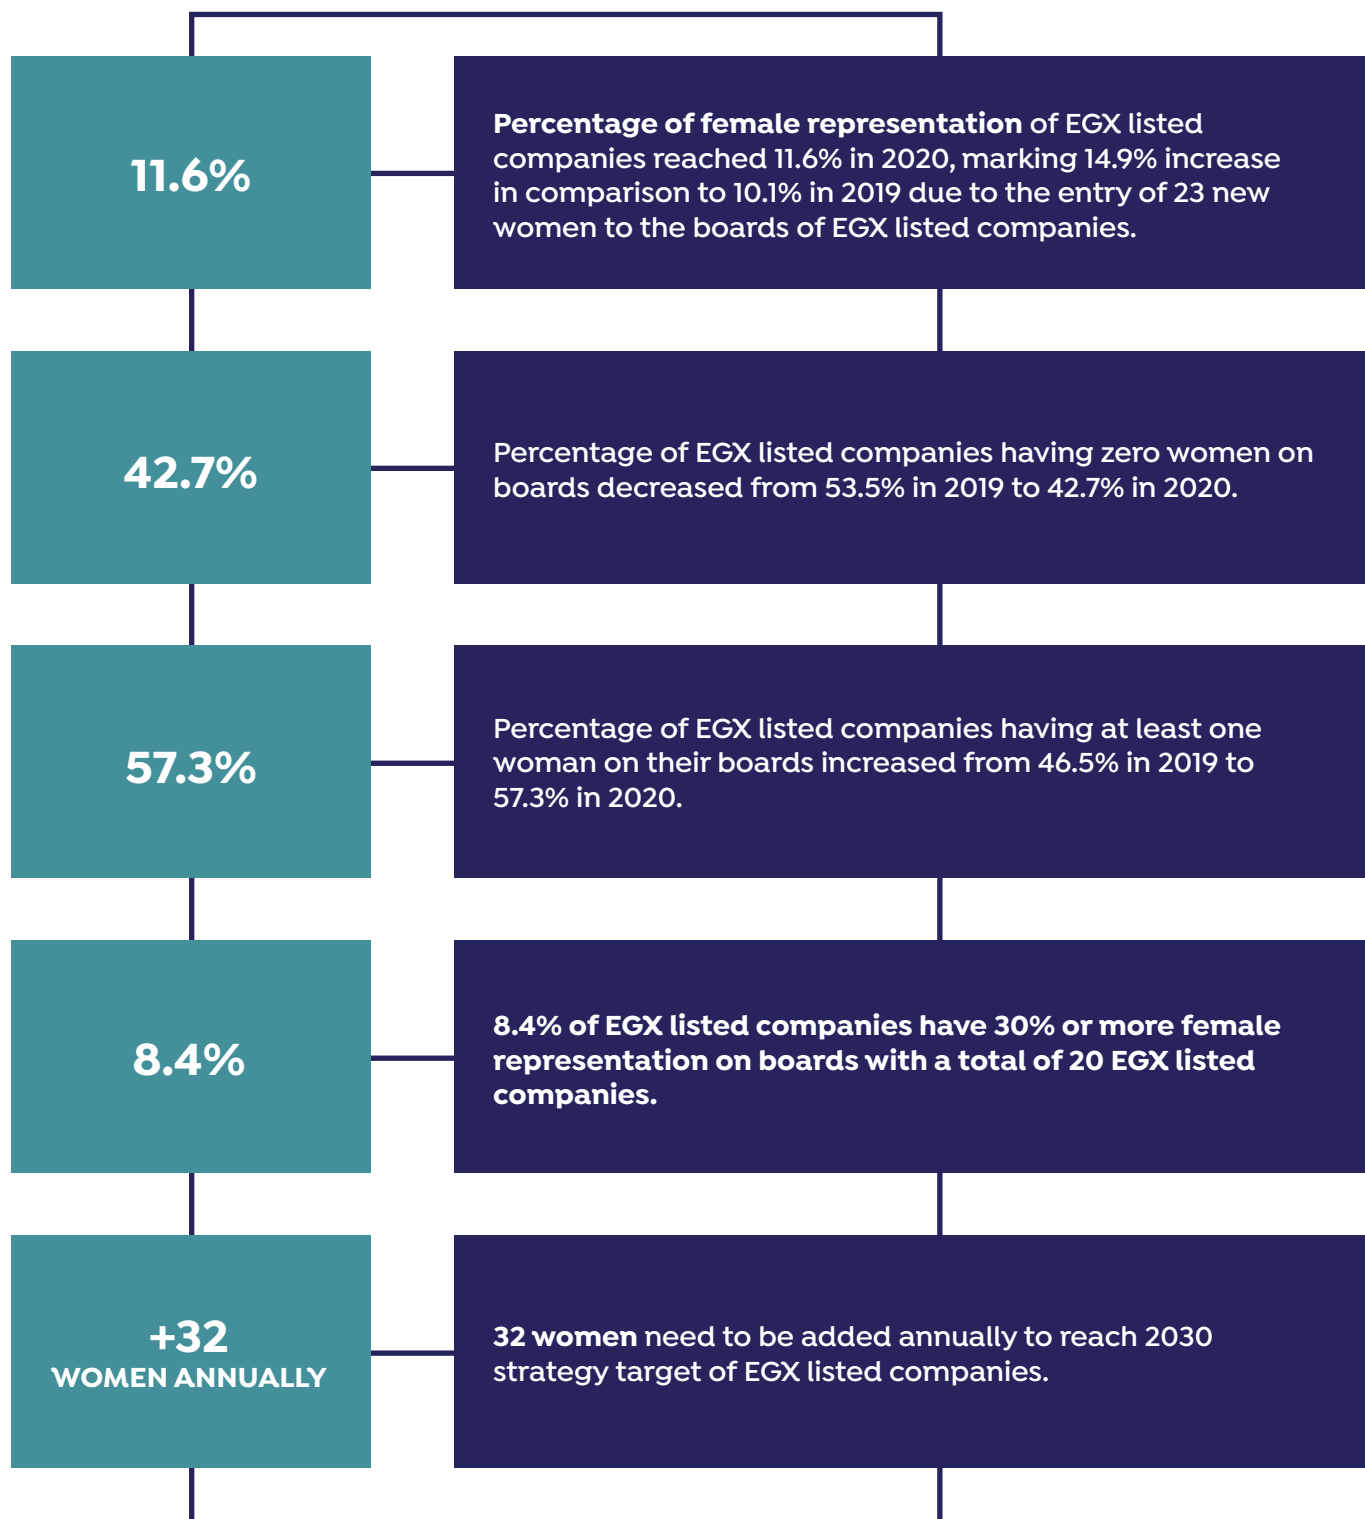 11.6%
Percentage of female representation of EGX listed
companies reached 11.6% in 2020, marking 14.9% increase
in comparison to 10.1% in 2019 due to the entry of 23 new
women to the boards of EGX listed companies.
42.7%
Percentage of EGX listed companies having zero women on
boards decreased from 53.5% in 2019 to 42.7% in 2020.
57.3%
Percentage of EGX listed companies having at least one
woman on their boards increased from 46.5% in 2019 to
57.3% in 2020.
8.4%
8.4% of EGX listed companies have 30% or more female
representation on boards with a total of 20 EGX listed
companies.
+32
WOMEN ANNUALLY
32 women need to be added annually to reach 2030
strategy target of EGX listed companies.